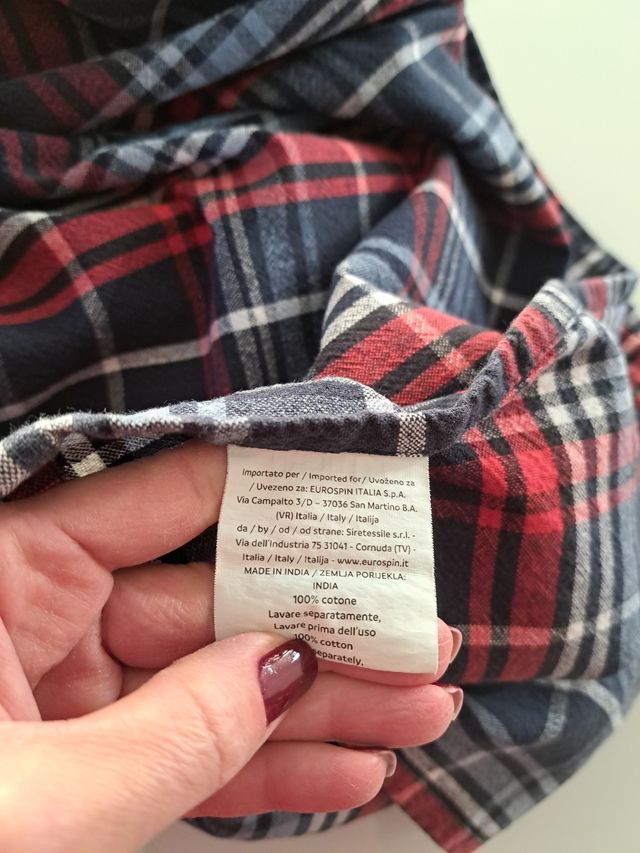 Importato per / Imported for/ Uvoženo za
/ Uvezeno za: EUROSPIN ITALIA S.p.A.
Via Campalto 3/D - 37036 San Martino B.A.
(VR) Italia / Italy / Italija
da / by / od / od strane: Siretessile s.r.l. -
Via dell'Industria 75 31041 - Cornuda (TV) -
Italia / Italy / Italija - www.eurospin.it
MADE IN INDIA / ZEMLJA PORIJEKLA:
INDIA
100% cotone
Lavare separatamente,
Lavare prima dell'uso
100% cotton
separately,